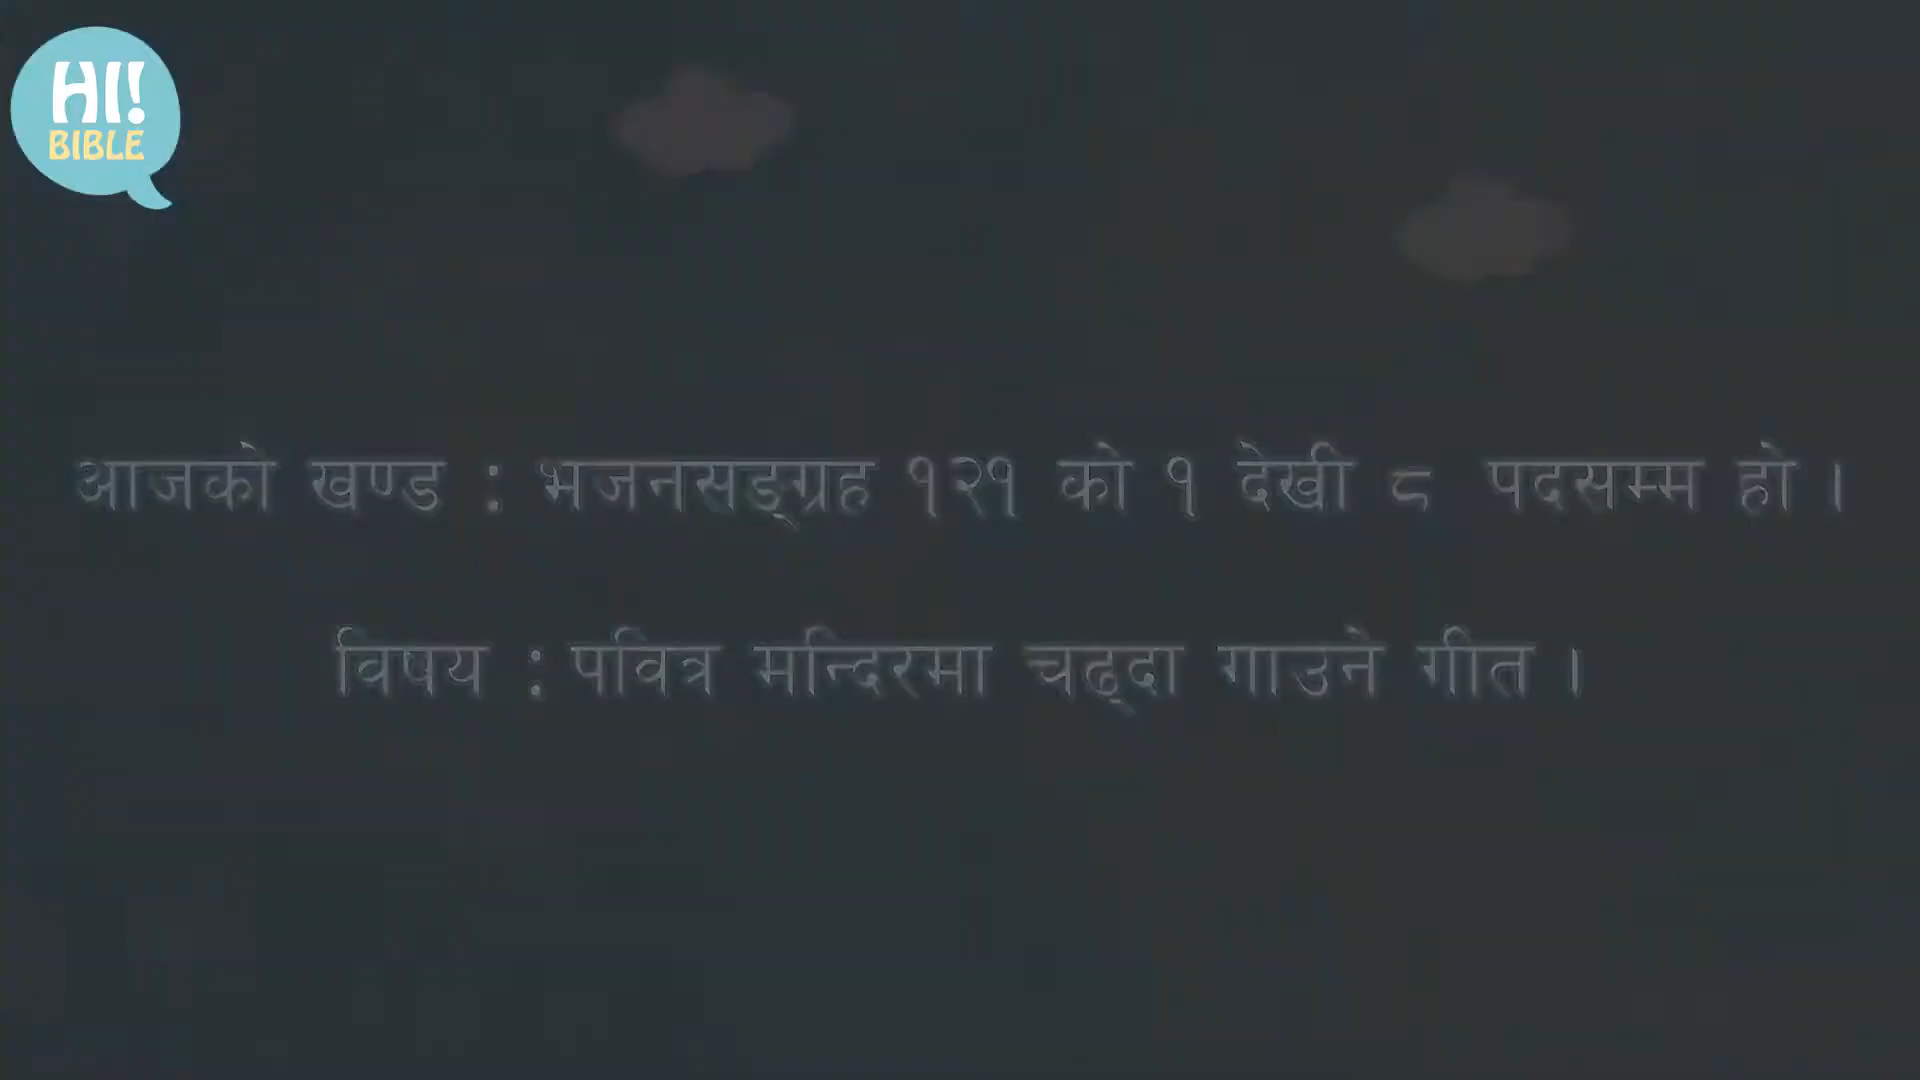 HI!
BIBLE
आजको खण्ड : भजनसङ्ग्रह १२१ को १ देखी ८ पदसम्म हो ।
विषय : पवित्र मन्दिरमा चढ्दा गाउने गीत ।